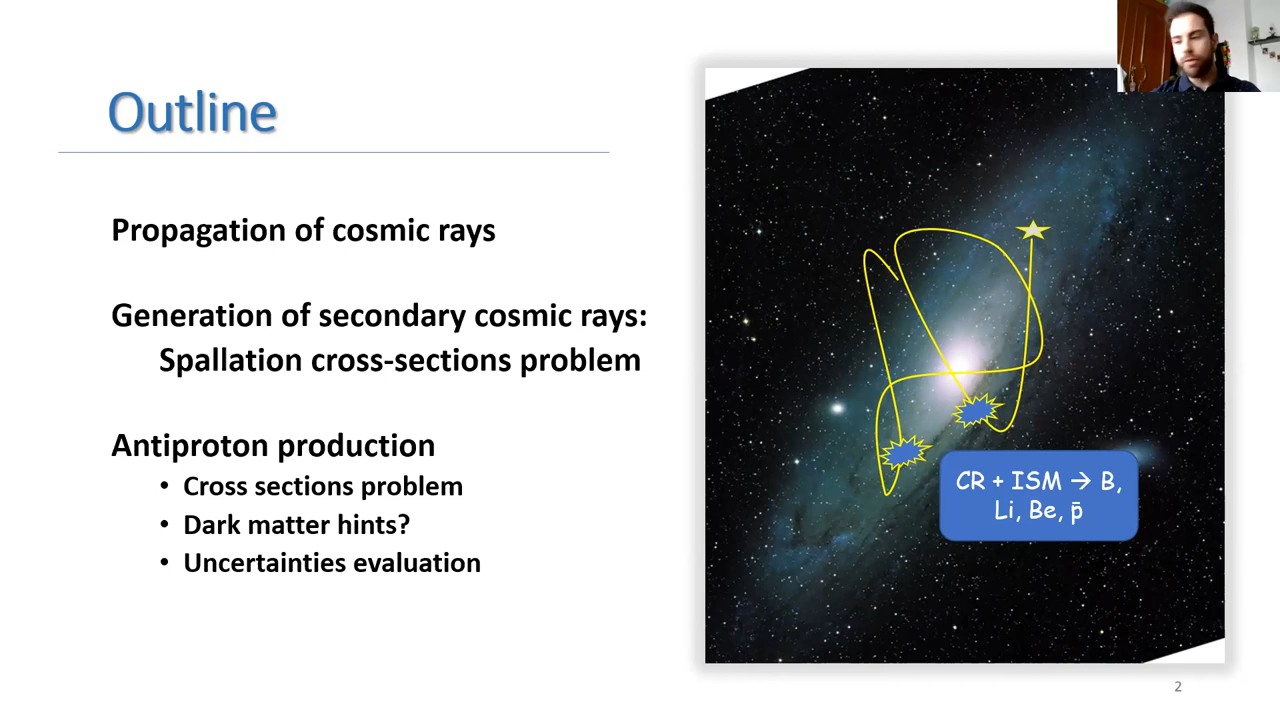 Outline
Propagation of cosmic rays
Generation of secondary cosmic rays:
Spallation cross-sections problem
Antiproton production
• Cross sections problem
• Dark matter hints?
• Uncertainties evaluation
CR + ISM → B,
Li, Be, p̄
2